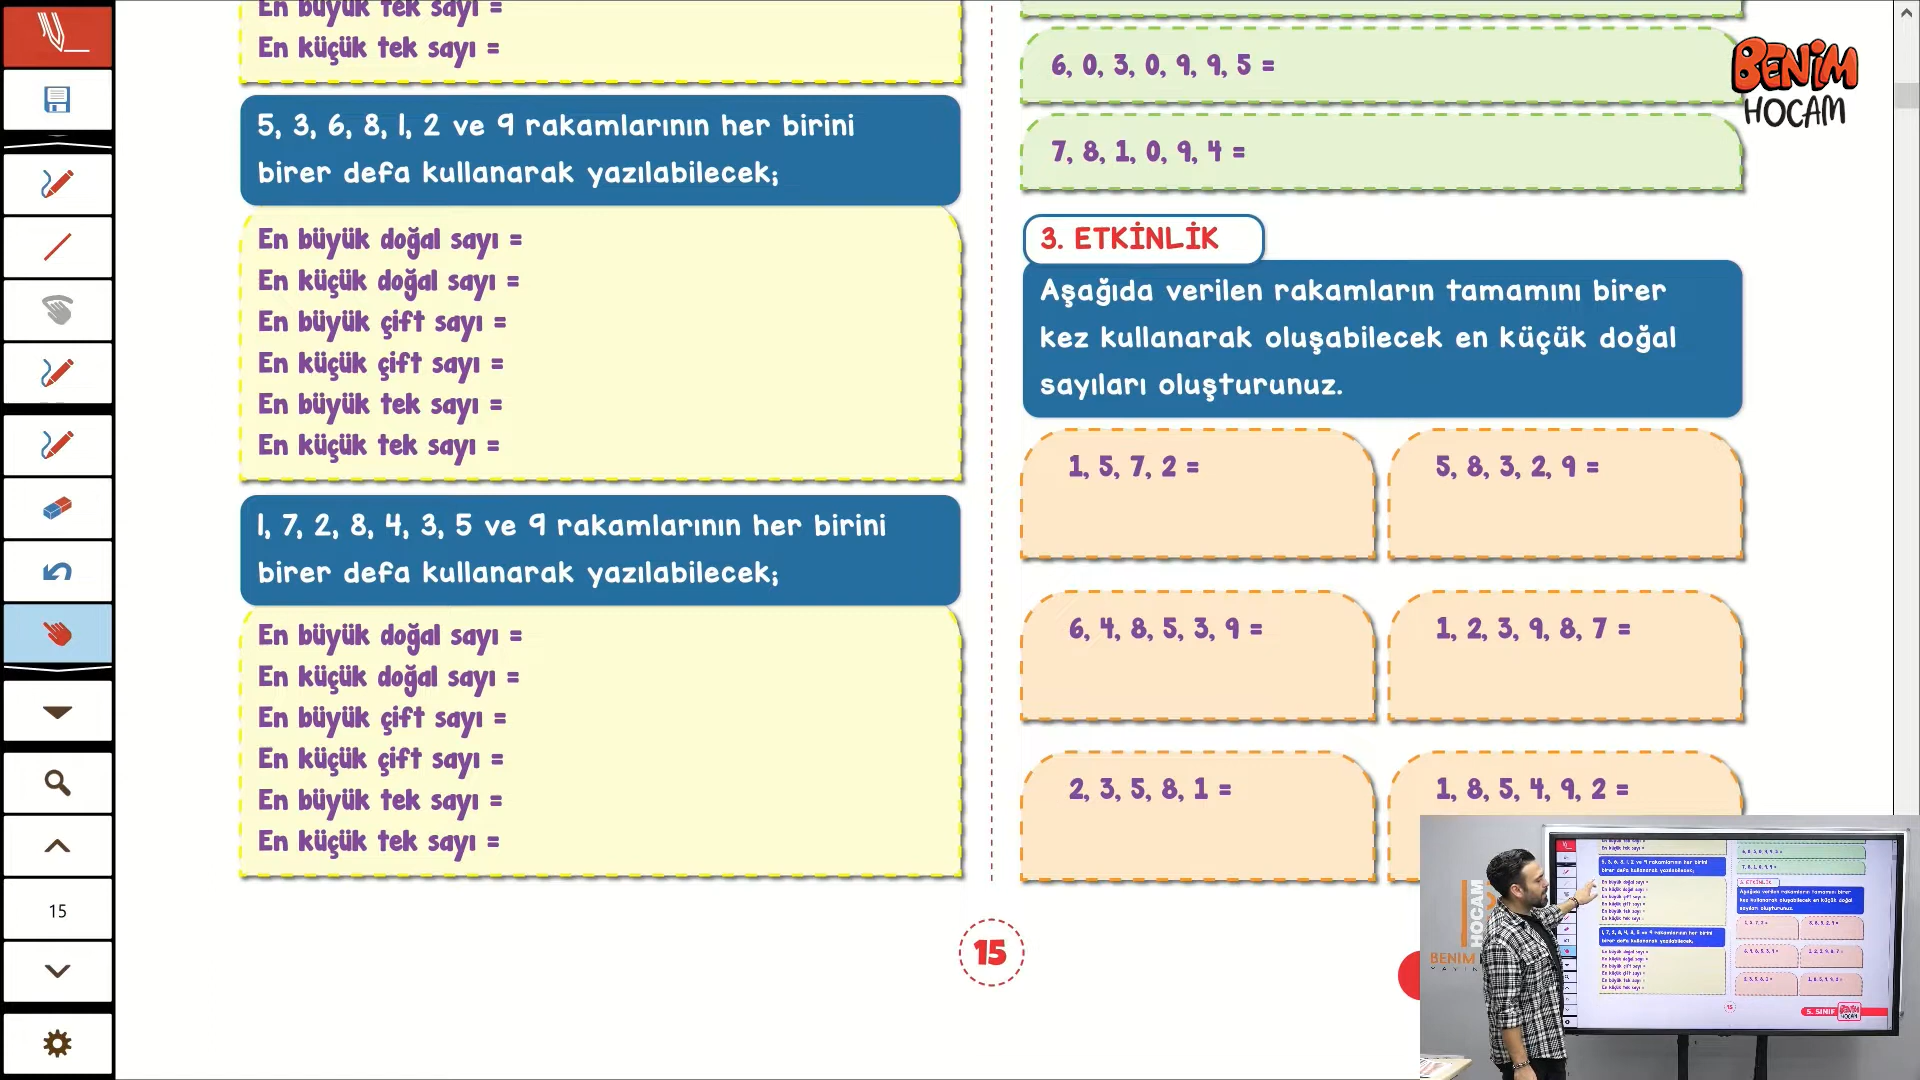 En büyük tek sayı =
En küçük tek sayı =
5, 3, 6, 8, 1, 2 ve 9 rakamlarının her birini
birer defa kullanarak yazılabilecek;
En büyük doğal sayı =
En küçük doğal sayı =
En büyük çift sayı =
En küçük çift sayı =
En büyük tek sayı =
En küçük tek sayı =
1, 7, 2, 8, 4, 3, 5 ve 9 rakamlarının her birini
birer defa kullanarak yazılabilecek;
En büyük doğal sayı =
En küçük doğal sayı =
En büyük çift sayı =
En küçük çift sayı =
En büyük tek sayı =
En küçük tek sayı =
6, 0, 3, 0, 9, 9, 5 =
7, 8, 1, 0, 9, 4 =
3. ETKİNLİK
Aşağıda verilen rakamların tamamını birer
kez kullanarak oluşabilecek en küçük doğal
sayıları oluşturunuz.
1, 5, 7, 2 =
5, 8, 3, 2, 9 =
6, 4, 8, 5, 3, 9 =
1, 2, 3, 9, 8, 7 =
2, 3, 5, 8, 1 =
1, 8, 5, 4, 9, 2 =
15
15
BENİM
HOCAM
HOCAM
BENİM
5. SINIF